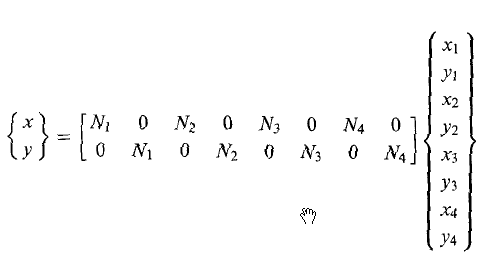 {x y} = [N1 0 N2 0 N3 0 N4 0
0 N1 0 N2 0 N3 0 N4] {x1
y1
x2
y2
x3
y3
x4
y4}